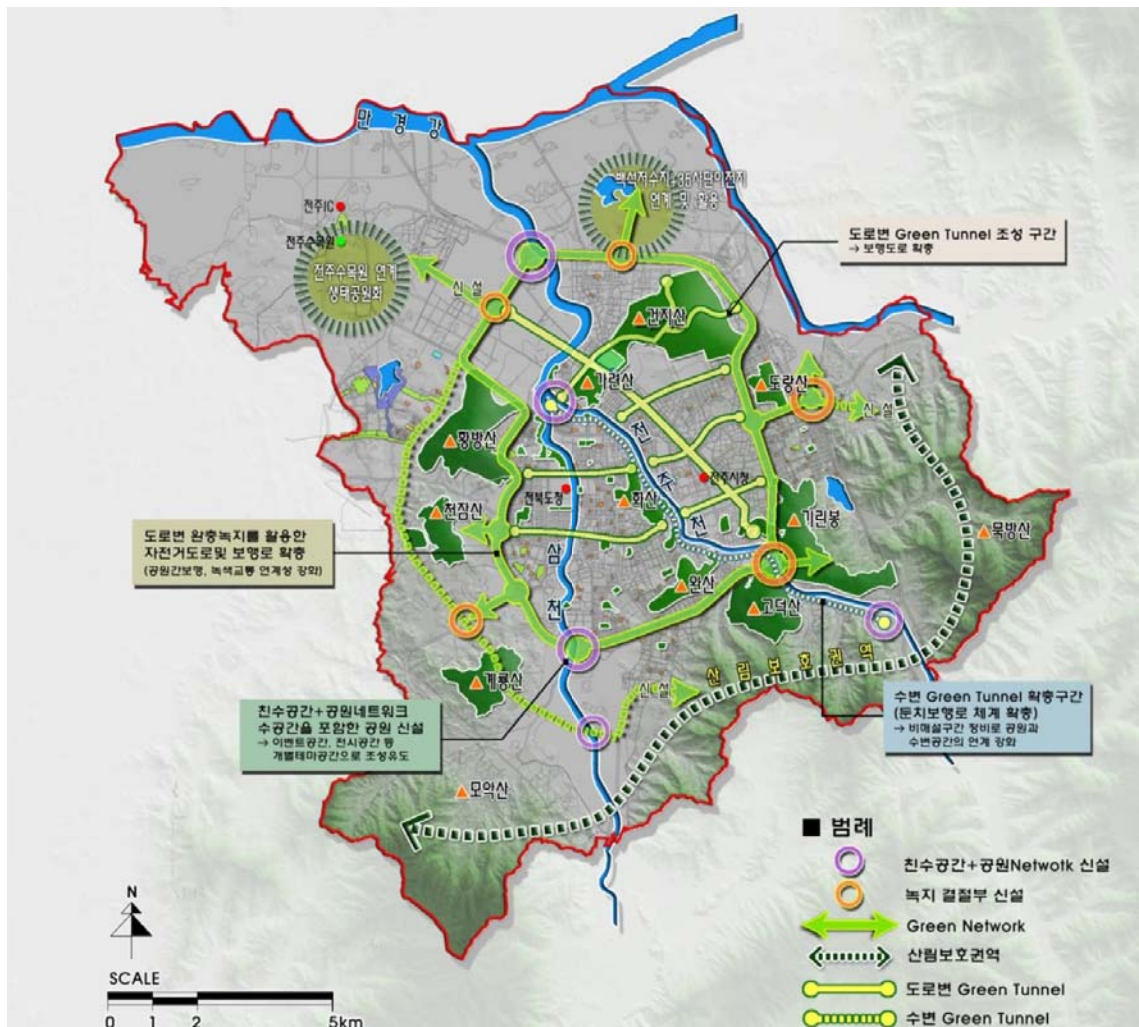 만경강
백석저수지+35사단이전지
연계 및 활용
전주IC
전주수목원
전주수목원 연계
생태공원화
신설
도로변 Green Tunnel 조성 구간
→ 보행도로 확충
건지산
가련산
도랑산
신설
황방산
전주천
전북도청
전주시청
화산
천잠산
기린봉
묵방산
도로변 완충녹지를 활용한
자전거도로및 보행로 확충
(공원간보행, 녹색교통 연계성 강화)
삼천
완산
고덕산
산림보호권역
계룡산
신설
친수공간+공원네트워크
수공간을 포함한 공원 신설
→ 이벤트공간, 전시공간 등
개별테마공간으로 조성유도
수변 Green Tunnel 확충구간
(둔치보행로 체계 확충)
→ 비매설구간 정비로 공원과
수변공간의 연계 강화
모악산
■ 범례
친수공간+공원Netwotk 신설
녹지 결절부 신설
Green Network
산림보호권역
도로변 Green Tunnel
수변 Green Tunnel
N
SCALE
0 1 2 5km